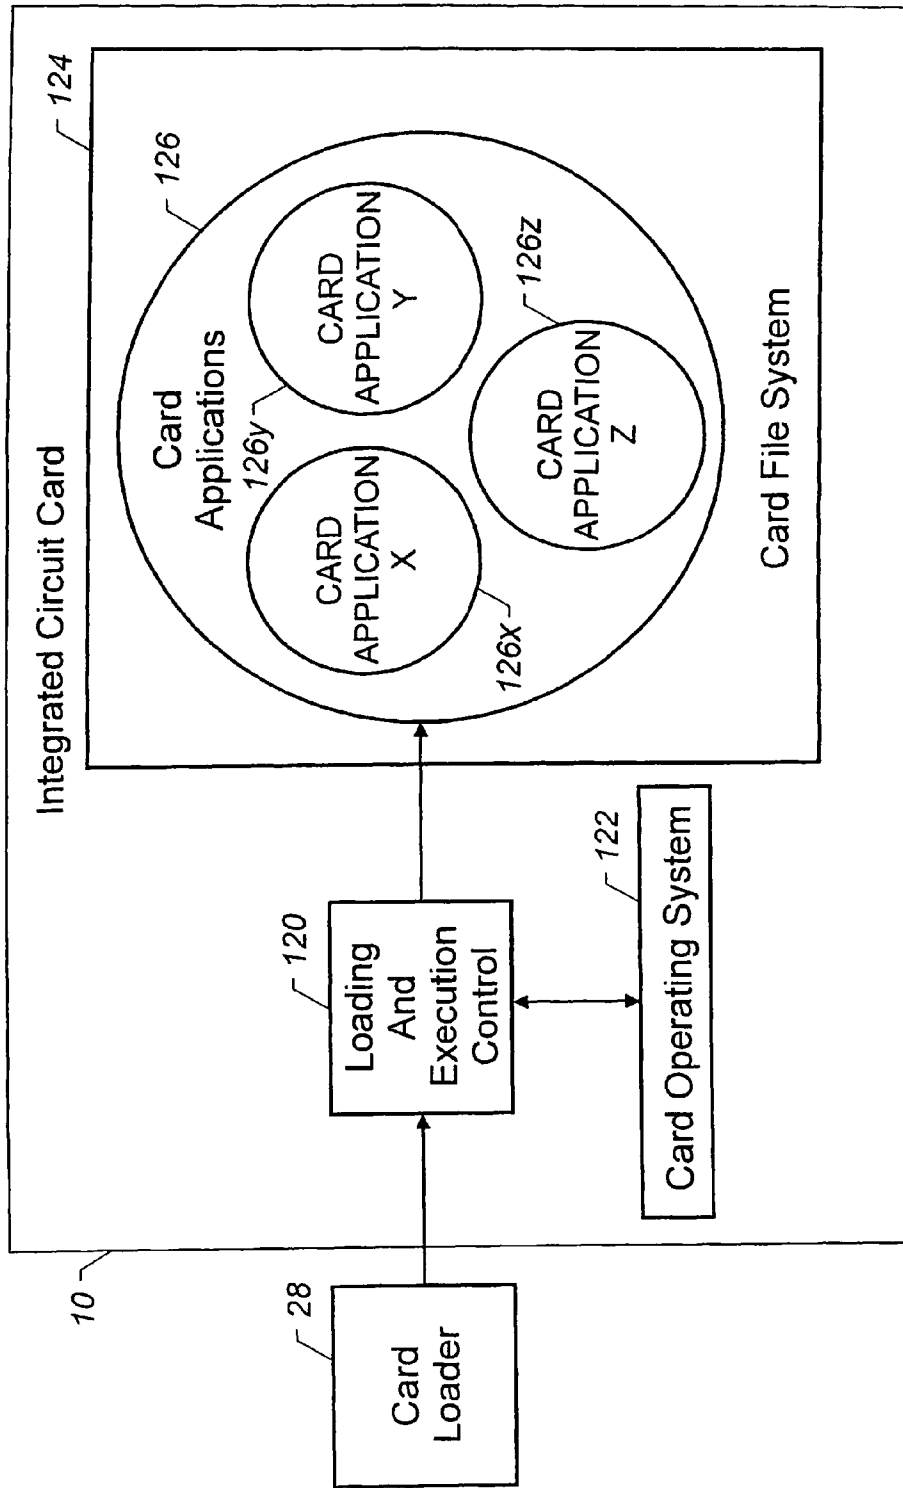 Integrated Circuit Card
10
124
Card
Applications
126
CARD
APPLICATION
X
126x
CARD
APPLICATION
Y
126y
CARD
APPLICATION
Z
126z
Card File System
Loading
And
Execution
Control
120
Card Operating System
122
Card
Loader
28